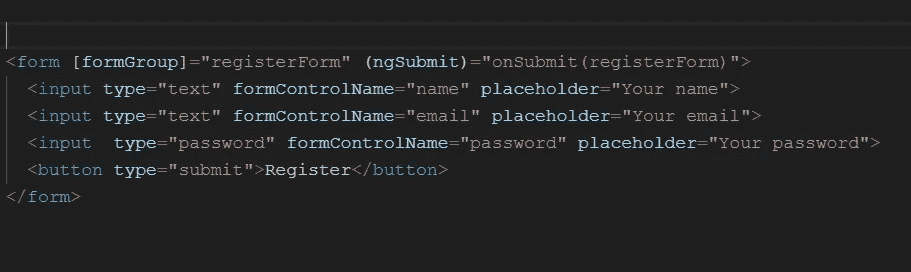 <form [formGroup]="registerForm" (ngSubmit)="onSubmit(registerForm)">
<input type="text" formControlName="name" placeholder="Your name">
<input type="text" formControlName="email" placeholder="Your email">
<input  type="password" formControlName="password" placeholder="Your password">
<button type="submit">Register</button>
</form>